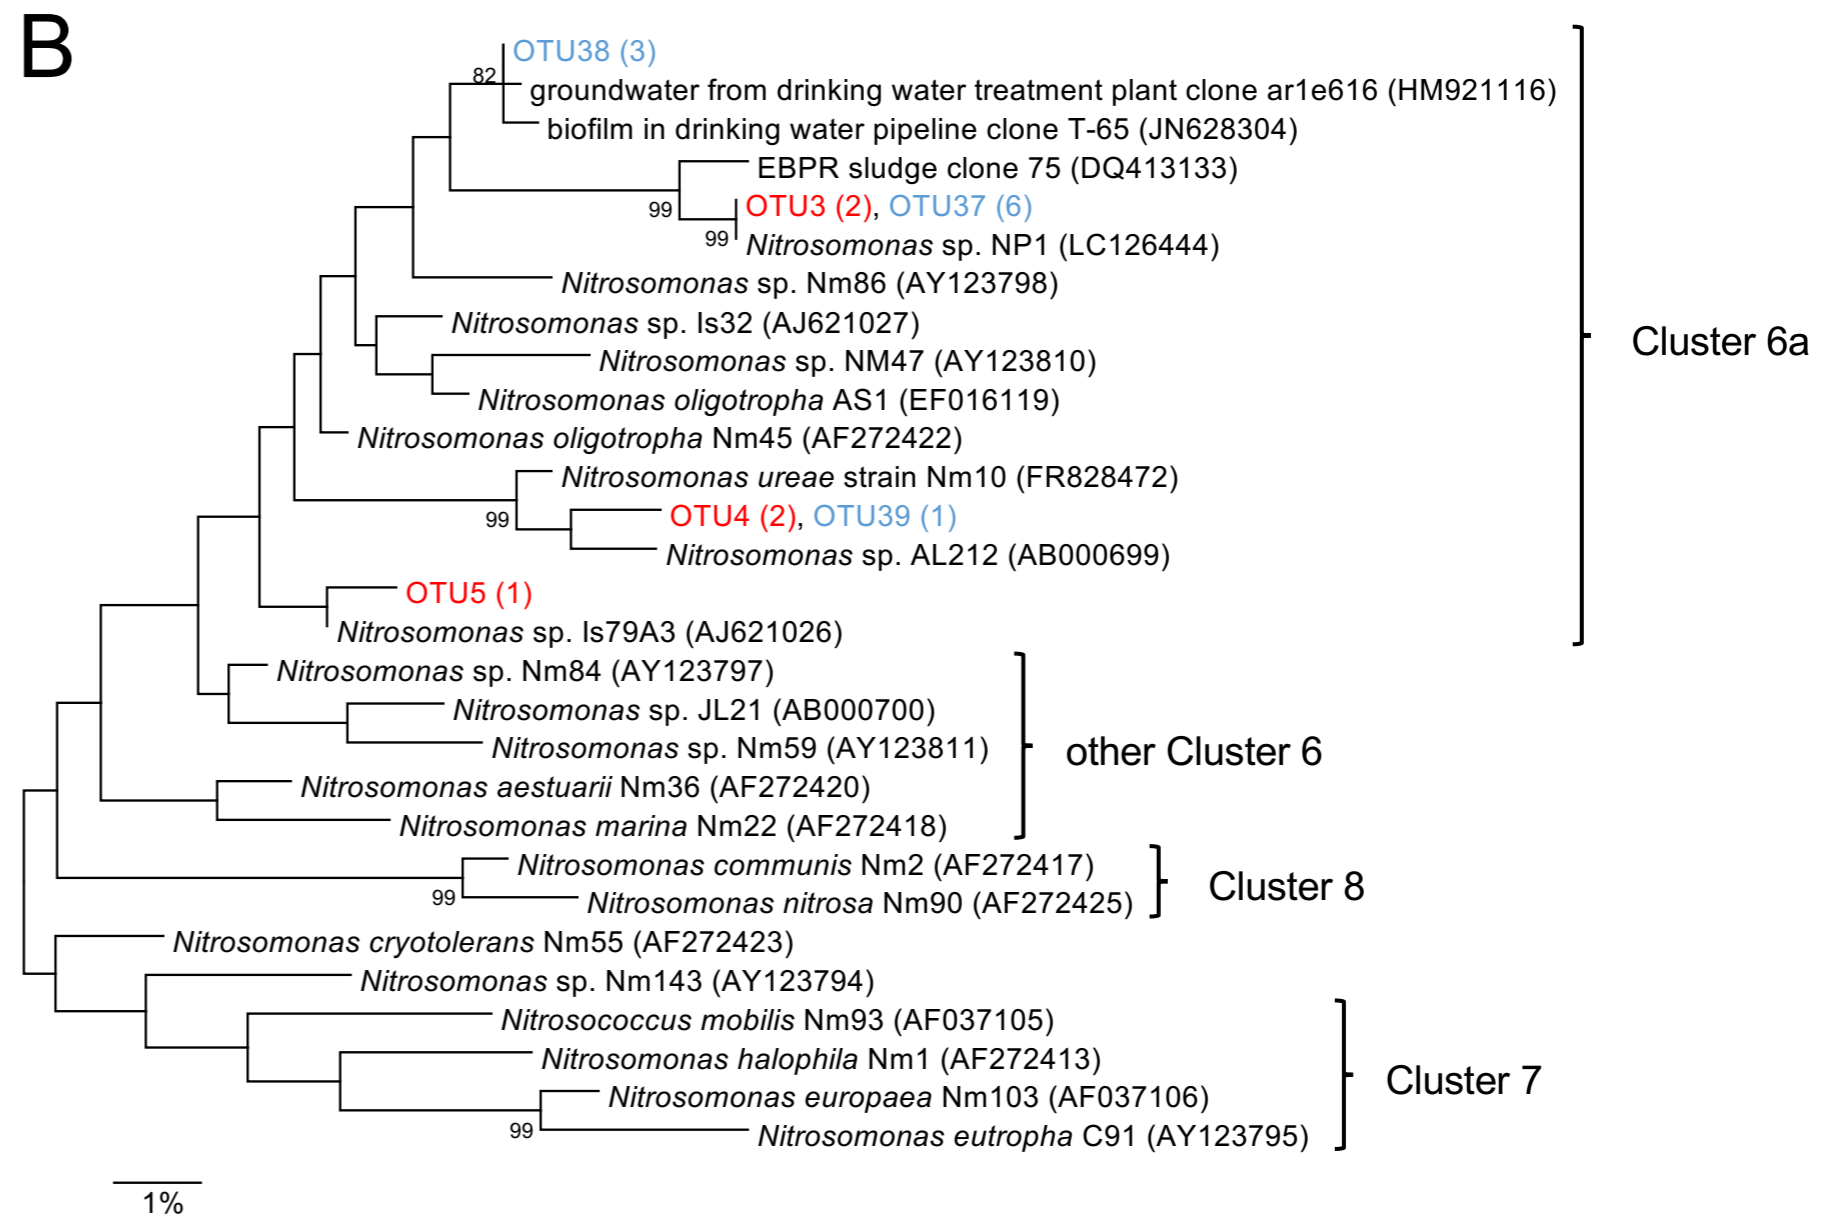 B
OTU38 (3)
82
groundwater from drinking water treatment plant clone ar1e616 (HM921116)
biofilm in drinking water pipeline clone T-65 (JN628304)
EBPR sludge clone 75 (DQ413133)
99
OTU3 (2), OTU37 (6)
99
Nitrosomonas sp. NP1 (LC126444)
Nitrosomonas sp. Nm86 (AY123798)
Nitrosomonas sp. Is32 (AJ621027)
Cluster 6a
Nitrosomonas sp. NM47 (AY123810)
Nitrosomonas oligotropha AS1 (EF016119)
Nitrosomonas oligotropha Nm45 (AF272422)
Nitrosomonas ureae strain Nm10 (FR828472)
99
OTU4 (2), OTU39 (1)
Nitrosomonas sp. AL212 (AB000699)
OTU5 (1)
Nitrosomonas sp. Is79A3 (AJ621026)
Nitrosomonas sp. Nm84 (AY123797)
Nitrosomonas sp. JL21 (AB000700)
Nitrosomonas sp. Nm59 (AY123811)
other Cluster 6
Nitrosomonas aestuarii Nm36 (AF272420)
Nitrosomonas marina Nm22 (AF272418)
Nitrosomonas communis Nm2 (AF272417)
Cluster 8
99
Nitrosomonas nitrosa Nm90 (AF272425)
Nitrosomonas cryotolerans Nm55 (AF272423)
Nitrosomonas sp. Nm143 (AY123794)
Nitrosococcus mobilis Nm93 (AF037105)
Nitrosomonas halophila Nm1 (AF272413)
Cluster 7
Nitrosomonas europaea Nm103 (AF037106)
99
Nitrosomonas eutropha C91 (AY123795)
1%